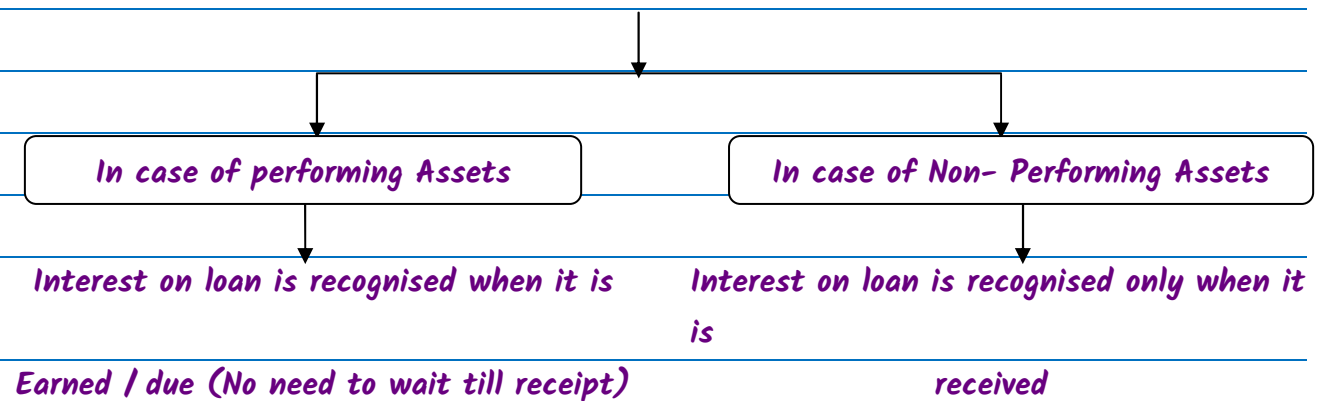 In case of performing Assets
In case of Non- Performing Assets
Interest on loan is recognised when it is
Earned / due (No need to wait till receipt)
Interest on loan is recognised only when it
is
received